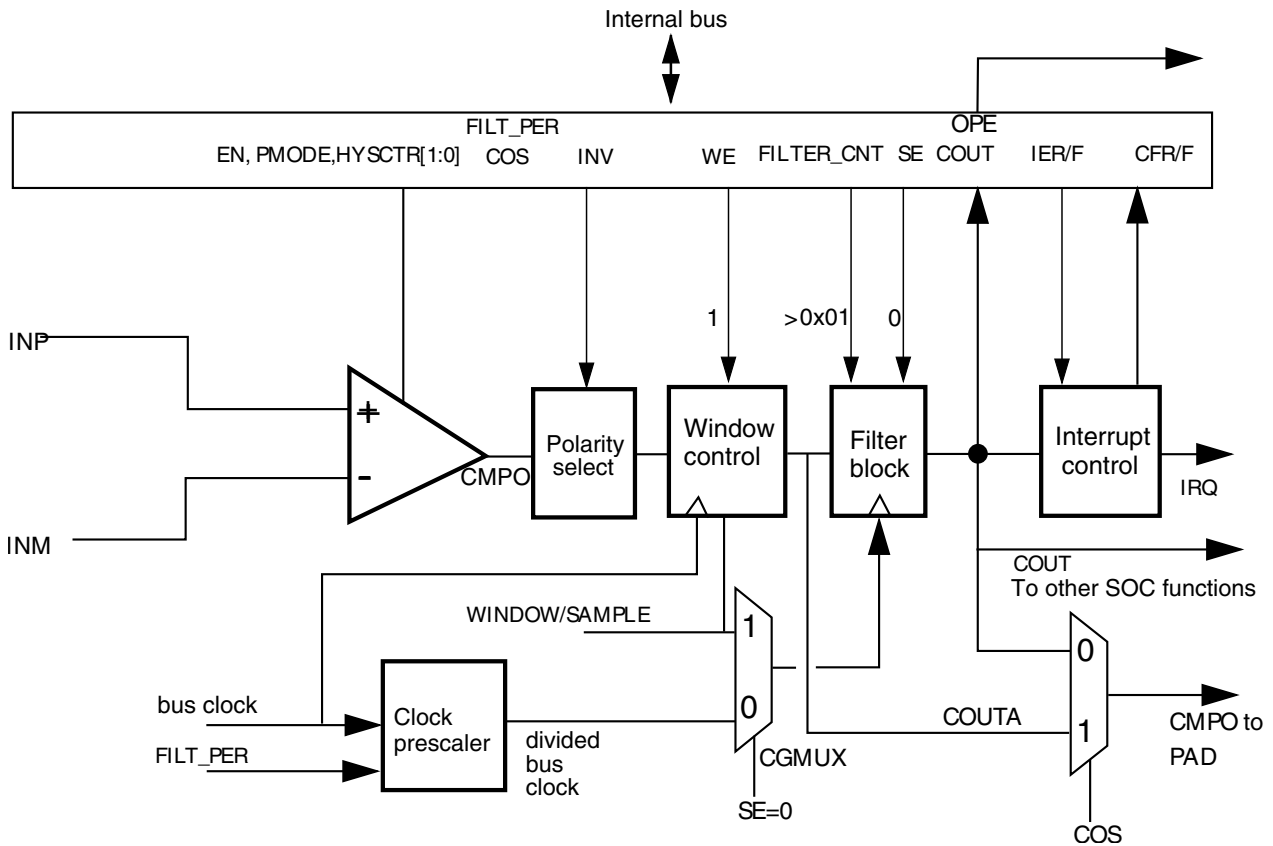 Internal bus
FILT_PER
OPE
EN, PMODE,HYSCTR[1:0]
COS
INV
WE
FILTER_CNT
SE
COUT
IER/F
CFR/F
1
>0x01
0
INP
+
-
INM
CMPO
Polarity
select
Window
control
Filter
block
Interrupt
control
IRQ
COUT
To other SOC functions
WINDOW/SAMPLE
1
0
bus clock
FILT_PER
Clock
prescaler
divided
bus
clock
CGMUX
SE=0
COUTA
0
1
CMPO to
PAD
COS